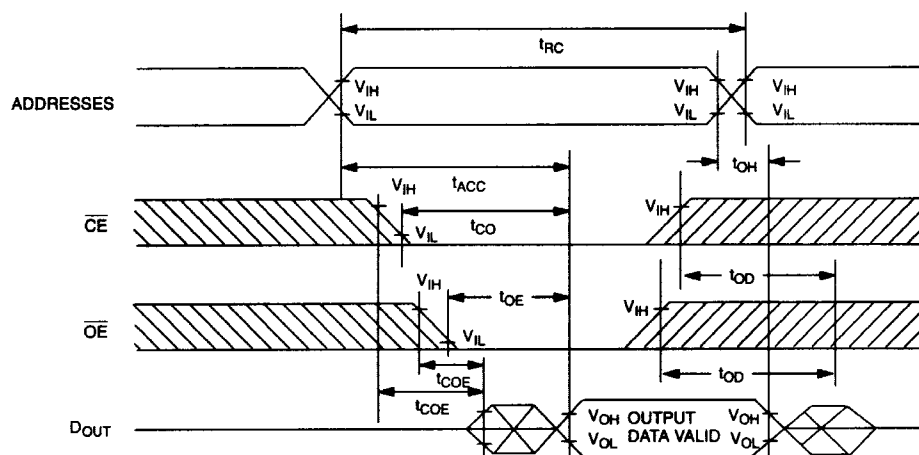 tRC
ADDRESSES
VIH
VIL
VIH
VIL
VIH
VIL
tOH
tACC
CE
VIH
VIL
tCO
VIH
tOD
OE
VIH
VIL
tOE
VIH
tOD
tCOE
tCOE
DOUT
VOH
VOL
OUTPUT
DATA VALID
VOH
VOL